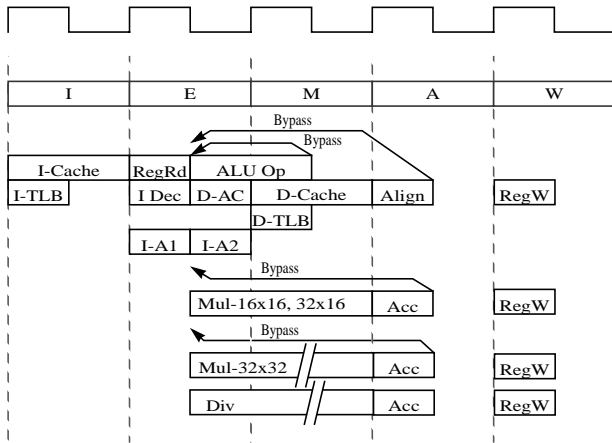 I E M A W
Bypass
Bypass
I-Cache RegRd ALU Op
I-TLB I Dec D-AC D-Cache Align RegW
D-TLB
I-A1 I-A2
Bypass
Mul-16x16, 32x16 Acc RegW
Bypass
Mul-32x32 Acc RegW
Div Acc RegW